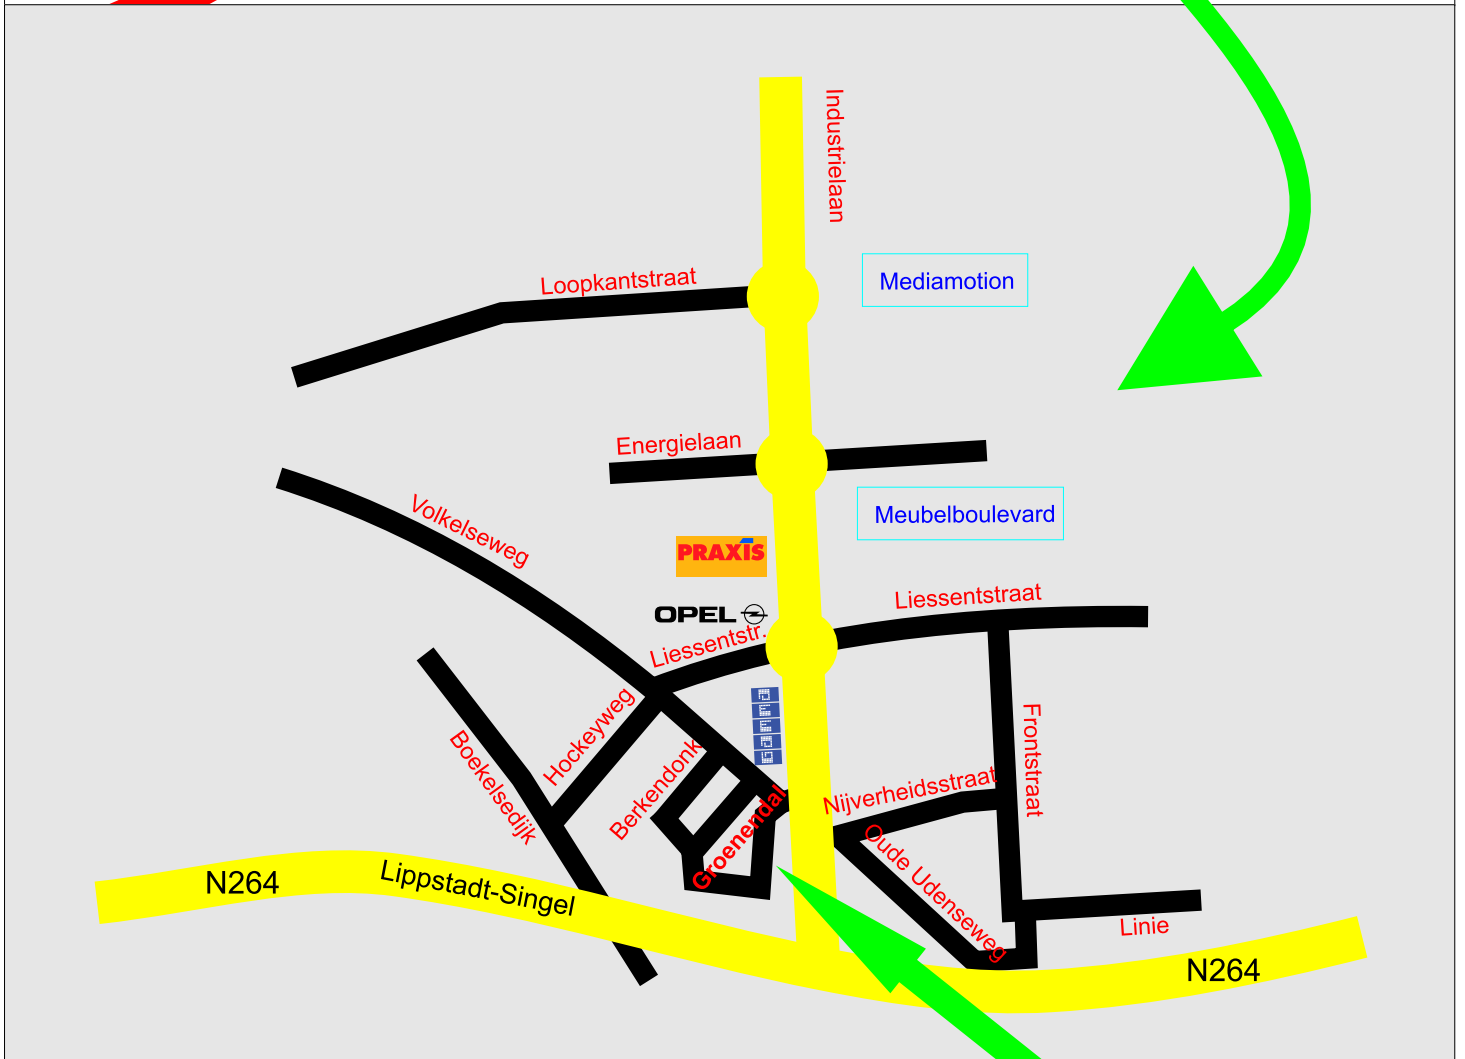 Industrielaan
Loopkantstraat
Mediamotion
Energielaan
Volkelseweg
Meubelboulevard
PRAXIS
OPEL
Liessentstraat
Liessentstr.
Hockeyweg
Frontstraat
Boekelsedijk
Berkendonk
Nijverheidsstraat
Groenendal
Oude Udenseweg
N264
Lippstadt-Singel
Linie
N264